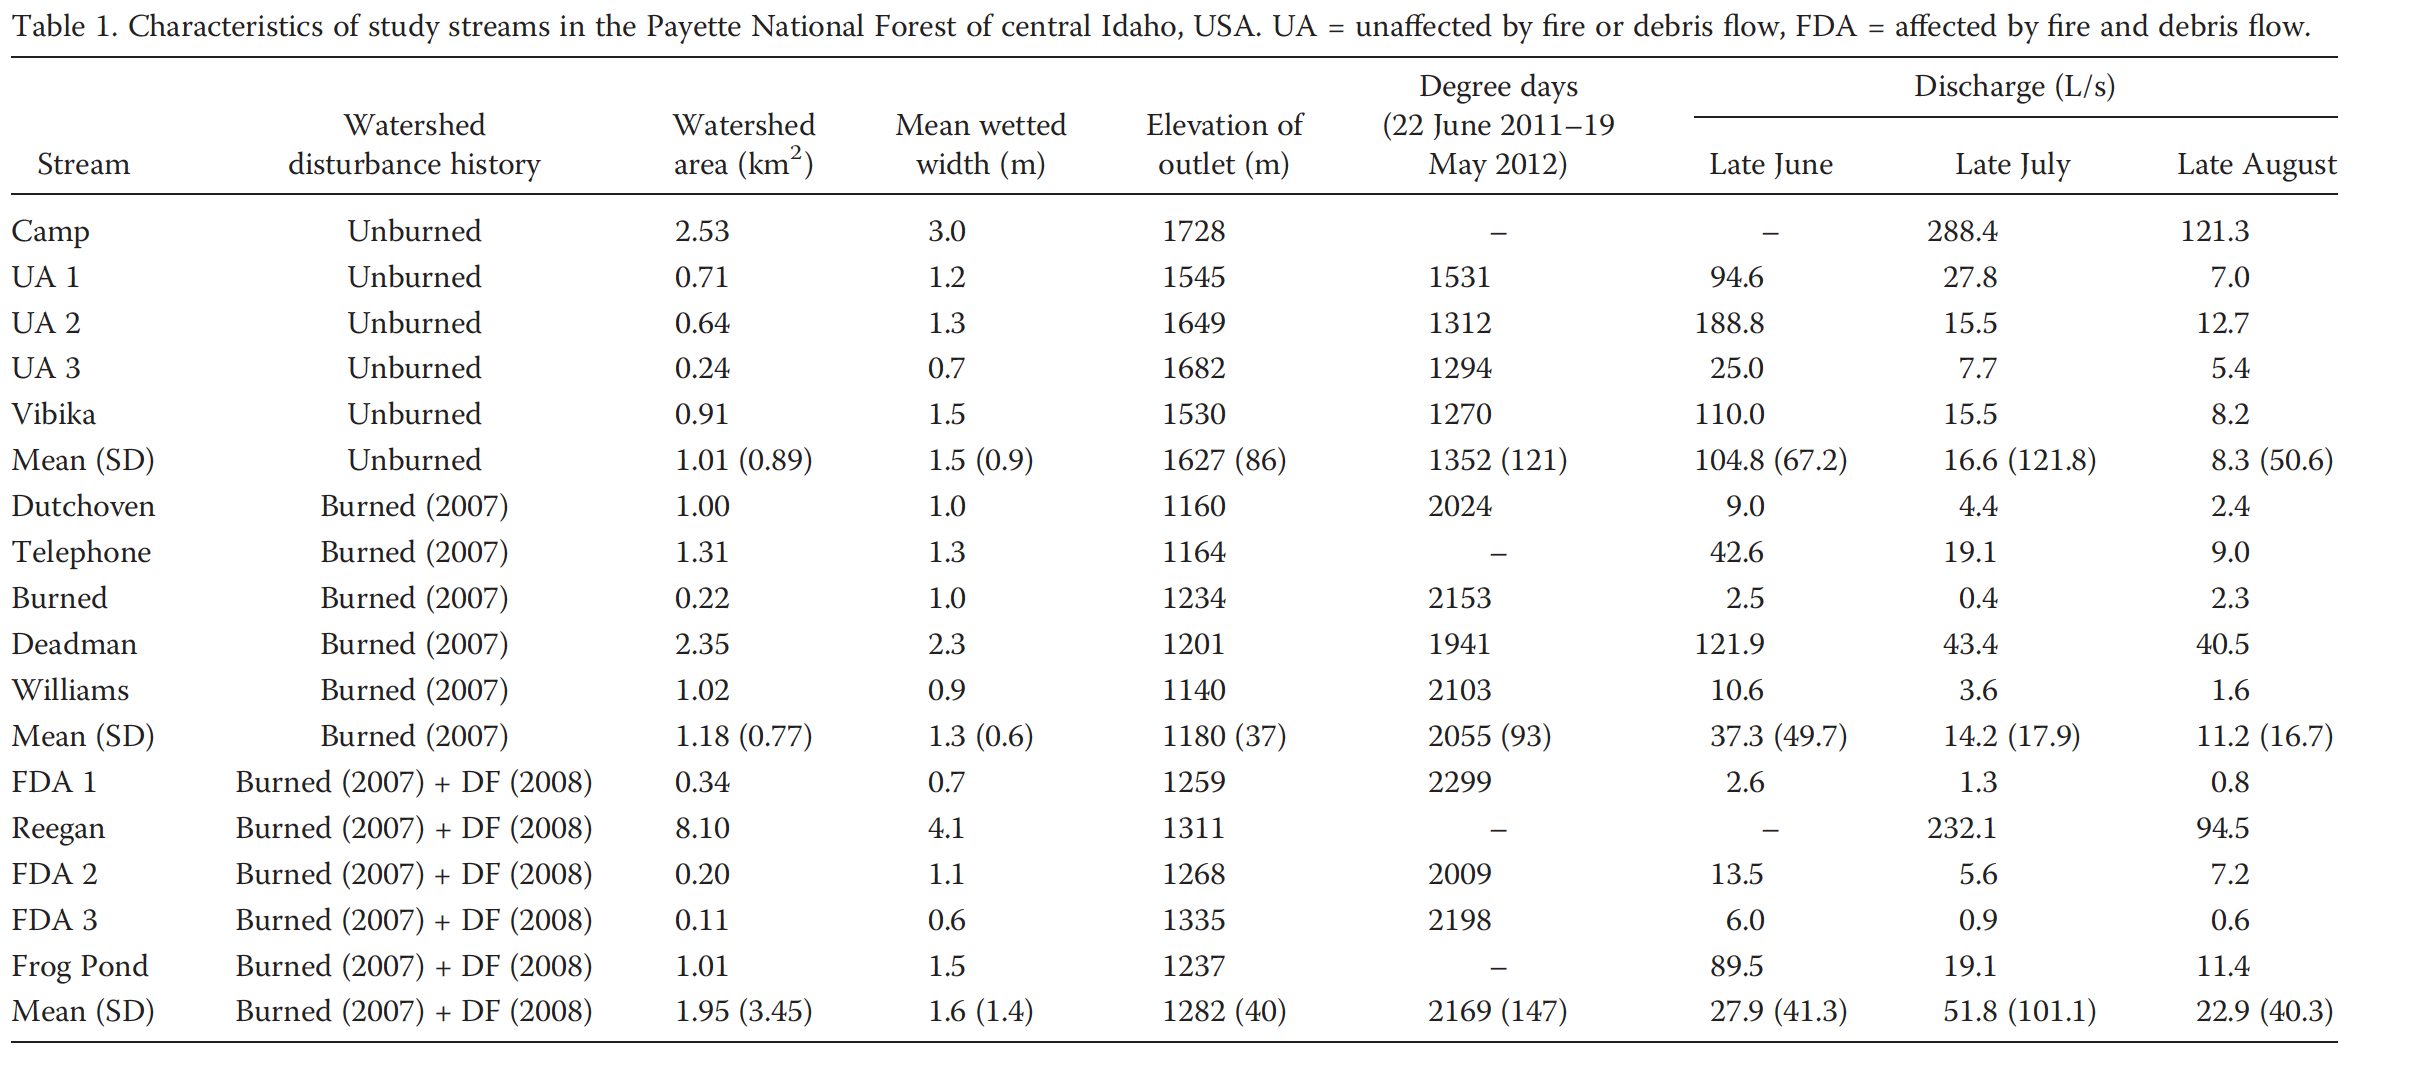 Table 1. Characteristics of study streams in the Payette National Forest of central Idaho, USA. UA = unaffected by fire or debris flow, FDA = affected by fire and debris flow.
Stream Watershed disturbance history Watershed area (km2) Mean wetted width (m) Elevation of outlet (m) Degree days (22 June 2011–19 May 2012) Discharge (L/s)
Late June Late July Late August
Camp Unburned 2.53 3.0 1728 – – 288.4 121.3
UA 1 Unburned 0.71 1.2 1545 1531 94.6 27.8 7.0
UA 2 Unburned 0.64 1.3 1649 1312 188.8 15.5 12.7
UA 3 Unburned 0.24 0.7 1682 1294 25.0 7.7 5.4
Vibika Unburned 0.91 1.5 1530 1270 110.0 15.5 8.2
Mean (SD) Unburned 1.01 (0.89) 1.5 (0.9) 1627 (86) 1352 (121) 104.8 (67.2) 16.6 (121.8) 8.3 (50.6)
Dutchoven Burned (2007) 1.00 1.0 1160 2024 9.0 4.4 2.4
Telephone Burned (2007) 1.31 1.3 1164 – 42.6 19.1 9.0
Burned Burned (2007) 0.22 1.0 1234 2153 2.5 0.4 2.3
Deadman Burned (2007) 2.35 2.3 1201 1941 121.9 43.4 40.5
Williams Burned (2007) 1.02 0.9 1140 2103 10.6 3.6 1.6
Mean (SD) Burned (2007) 1.18 (0.77) 1.3 (0.6) 1180 (37) 2055 (93) 37.3 (49.7) 14.2 (17.9) 11.2 (16.7)
FDA 1 Burned (2007) + DF (2008) 0.34 0.7 1259 2299 2.6 1.3 0.8
Reegan Burned (2007) + DF (2008) 8.10 4.1 1311 – – 232.1 94.5
FDA 2 Burned (2007) + DF (2008) 0.20 1.1 1268 2009 13.5 5.6 7.2
FDA 3 Burned (2007) + DF (2008) 0.11 0.6 1335 2198 6.0 0.9 0.6
Frog Pond Burned (2007) + DF (2008) 1.01 1.5 1237 – 89.5 19.1 11.4
Mean (SD) Burned (2007) + DF (2008) 1.95 (3.45) 1.6 (1.4) 1282 (40) 2169 (147) 27.9 (41.3) 51.8 (101.1) 22.9 (40.3)